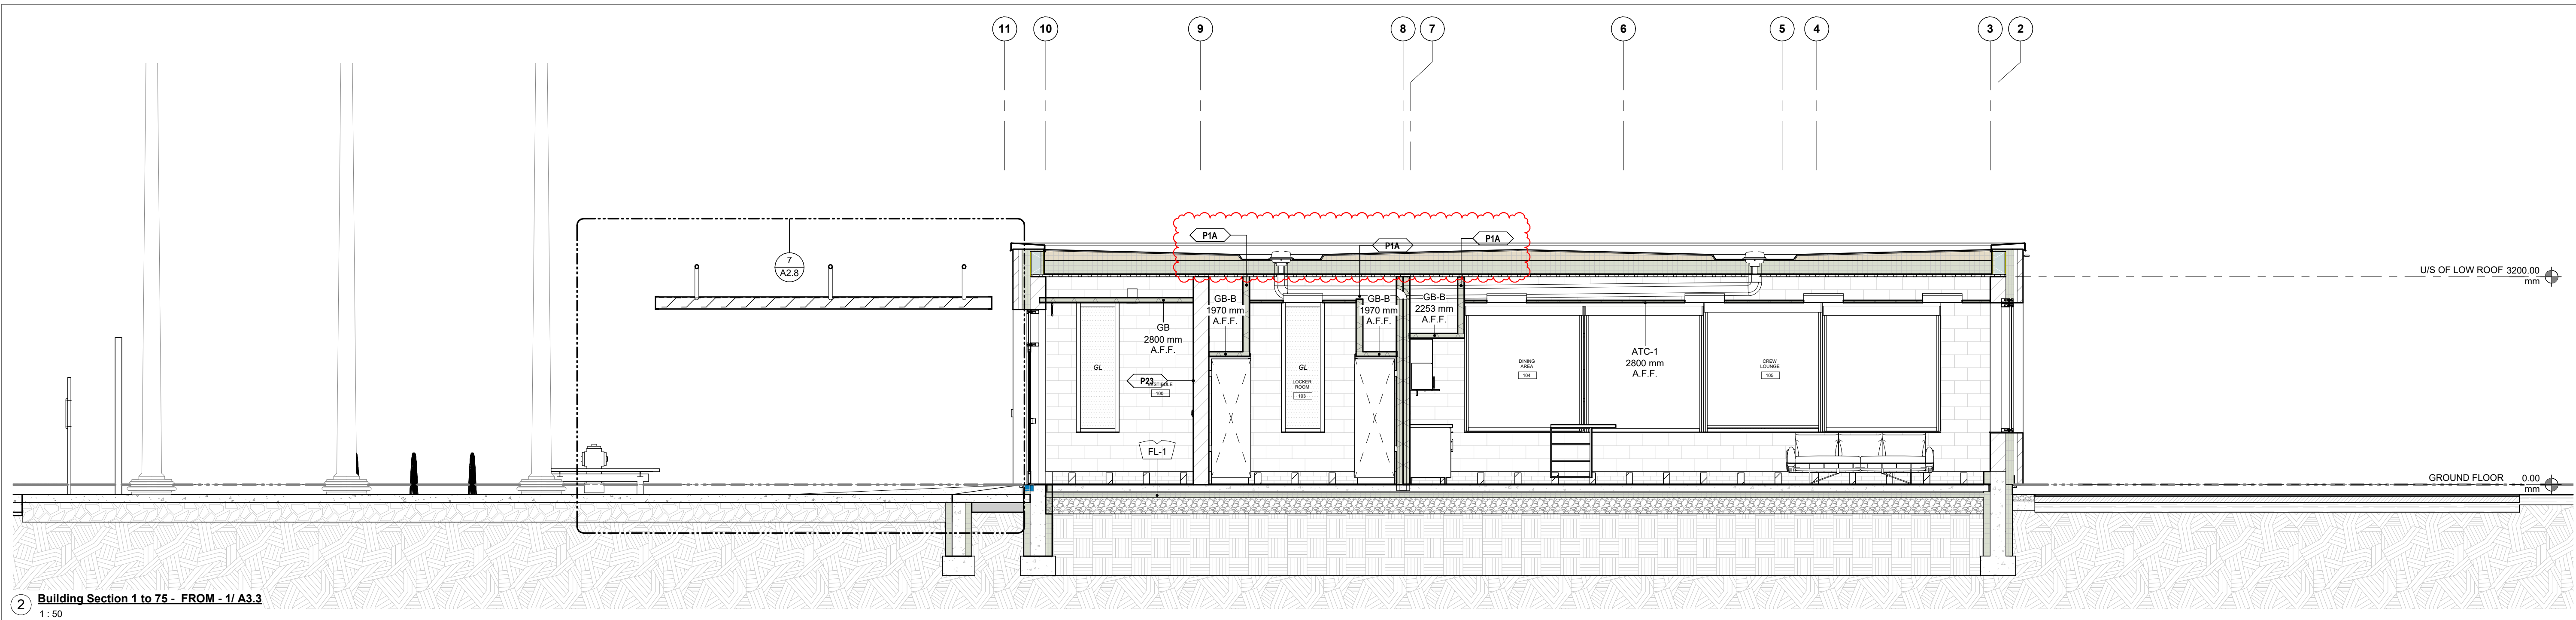 11 10 9 8 7 6 5 4 3 2
7
A2.8
P1A
P1A
P1A
U/S OF LOW ROOF 3200.00
mm
GB-B
1970 mm
A.F.F.
GB-B
1970 mm
A.F.F.
GB-B
2253 mm
A.F.F.
GB
2800 mm
A.F.F.
ATC-1
2800 mm
A.F.F.
GL
GL
DINING
AREA
104
CREW
LOUNGE
105
LOCKER
ROOM
103
P23
106
FL-1
GROUND FLOOR 0.00
mm
2 Building Section 1 to 75 - FROM - 1/ A3.3
1 : 50